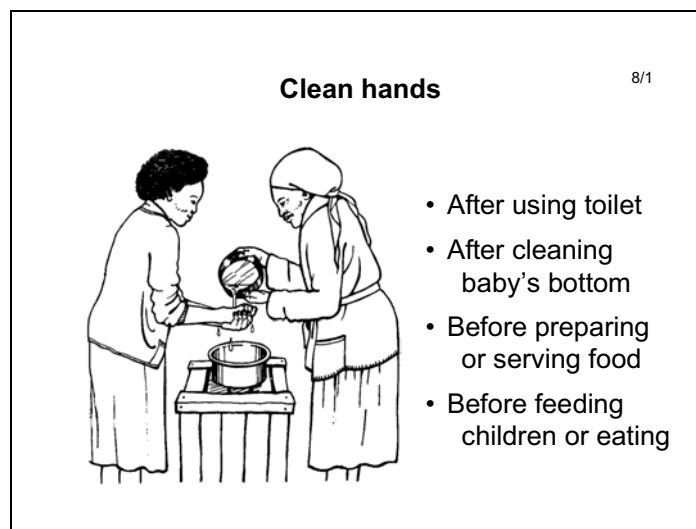 Clean hands
8/1
• After using toilet
• After cleaning
baby’s bottom
• Before preparing
or serving food
• Before feeding
children or eating